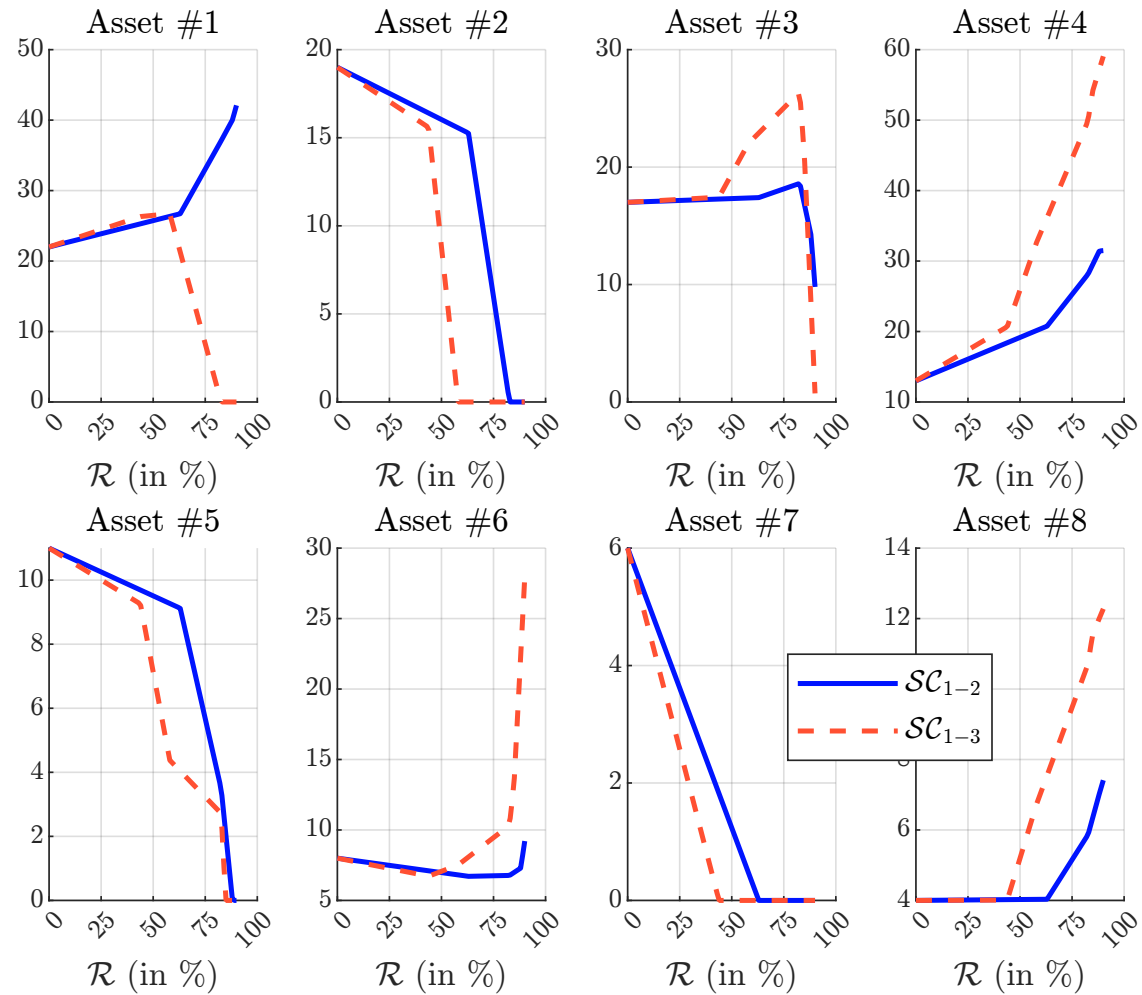 Asset #1
Asset #2
Asset #3
Asset #4
50
40
30
20
10
0
0 25 50 75 100
ℛ (in %)
20
15
10
5
0
0 25 50 75 100
ℛ (in %)
30
20
10
0
0 25 50 75 100
ℛ (in %)
60
50
40
30
20
10
0 25 50 75 100
ℛ (in %)
Asset #5
Asset #6
Asset #7
Asset #8
10
8
6
4
2
0
0 25 50 75 100
ℛ (in %)
30
25
20
15
10
5
0 25 50 75 100
ℛ (in %)
6
4
2
0
0 25 50 75 100
ℛ (in %)
14
12
8
6
4
0 25 50 75 100
ℛ (in %)
𝒮𝒞₁₋₂
𝒮𝒞₁₋₃